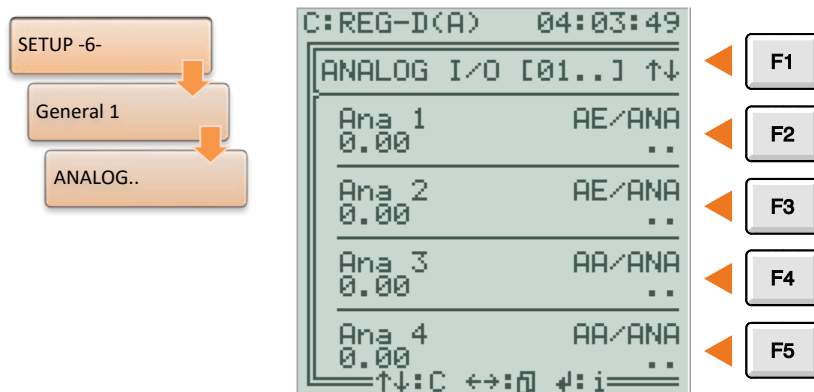 SETUP -6-
General 1
ANALOG..
C:REG-D(A) 04:03:49
ANALOG I/O [01..] ↑↓
Ana 1 AE/ANA
0.00 ..
Ana 2 AE/ANA
0.00 ..
Ana 3 AA/ANA
0.00 ..
Ana 4 AA/ANA
0.00 ..
↑↓:C ↔:⎘ ↲:i
F1
F2
F3
F4
F5